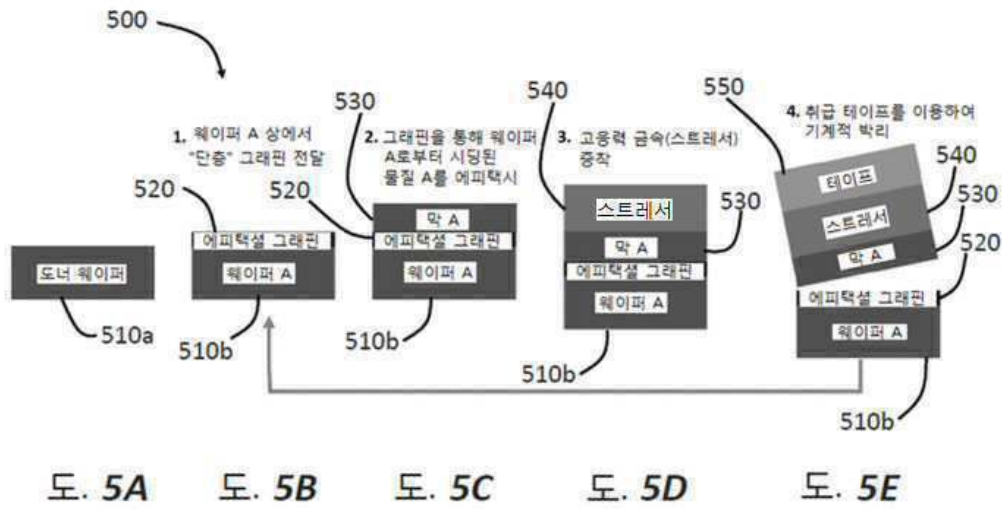 500
1. 웨이퍼 A 상에서
"단층" 그래핀 전달
530
2. 그래핀을 통해 웨이퍼
A로부터 시딩된
물질 A를 에피택시
540
3. 고응력 금속(스트레서)
증착
550
4. 취급 테이프를 이용하여
기계적 박리
도너 웨이퍼
510a
520
에피택셜 그래핀
웨이퍼 A
510b
520
막 A
에피택셜 그래핀
웨이퍼 A
510b
스트레서
530
막 A
에피택셜 그래핀
웨이퍼 A
510b
테이프
540
스트레서
530
막 A
520
에피택셜 그래핀
웨이퍼 A
510b
도. 5A
도. 5B
도. 5C
도. 5D
도. 5E